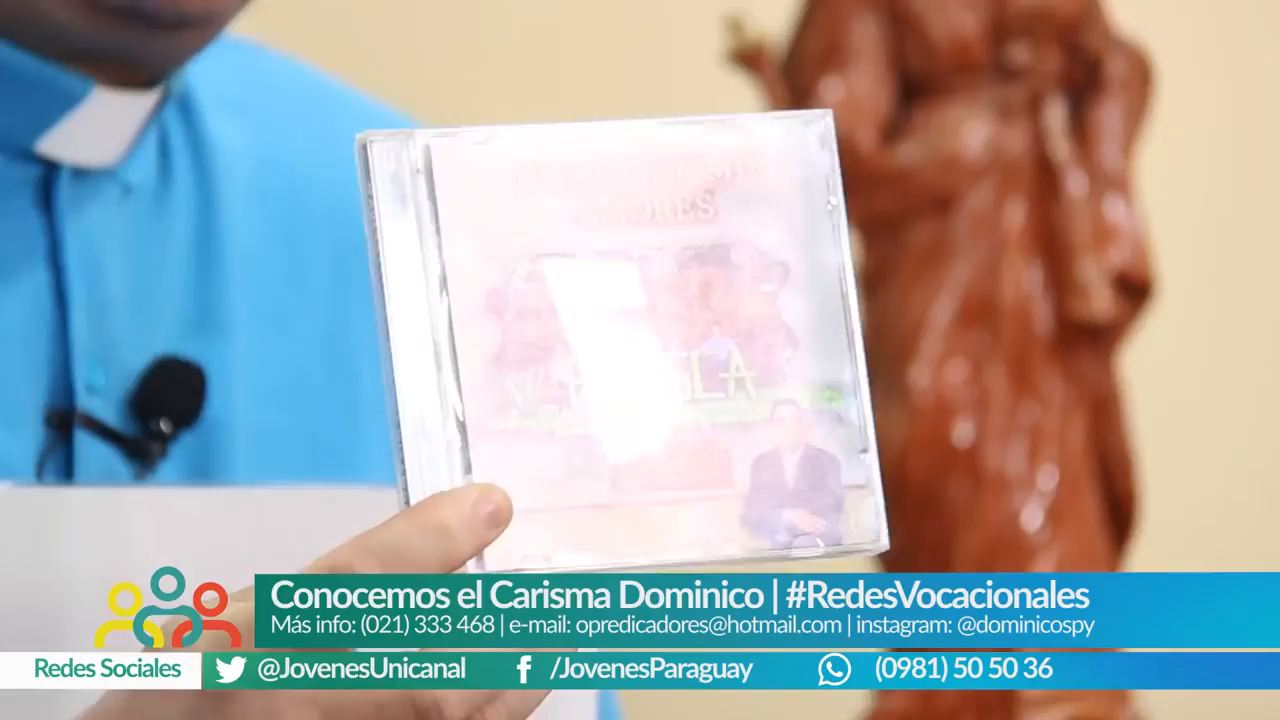 Conocemos el Carisma Dominico | #RedesVocacionales
Más info: (021) 333 468 | e-mail: opredicadores@hotmail.com | instagram: @dominicospy
Redes Sociales @JovenesUnicanal /JovenesParaguay (0981) 50 50 36